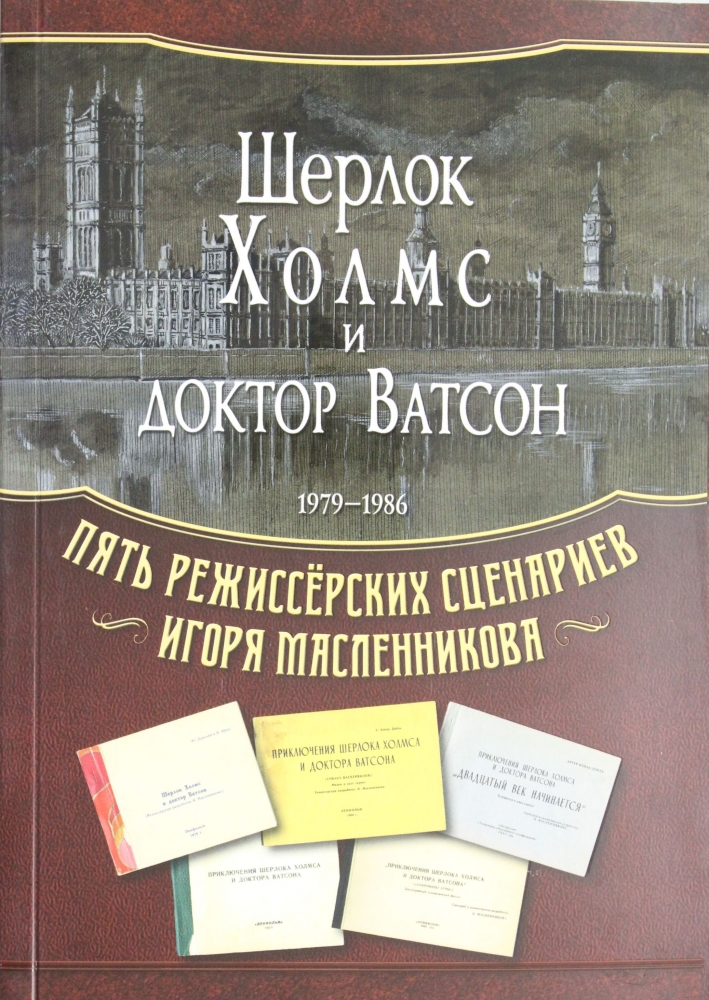 Шерлок
Холмс
и
доктор Ватсон
1979–1986
ПЯТЬ РЕЖИССЁРСКИХ СЦЕНАРИЕВ
ИГОРЯ МАСЛЕННИКОВА
Шерлок Холмс
и доктор Ватсон
ПРИКЛЮЧЕНИЯ ШЕРЛОКА ХОЛМСА
И ДОКТОРА ВАТСОНА
ПРИКЛЮЧЕНИЯ ШЕРЛОКА ХОЛМСА
И ДОКТОРА ВАТСОНА
„ДВАДЦАТЫЙ ВЕК НАЧИНАЕТСЯ“
ПРИКЛЮЧЕНИЯ ШЕРЛОКА ХОЛМСА
И ДОКТОРА ВАТСОНА
„ПРИКЛЮЧЕНИЯ ШЕРЛОКА ХОЛМСА
И ДОКТОРА ВАТСОНА“